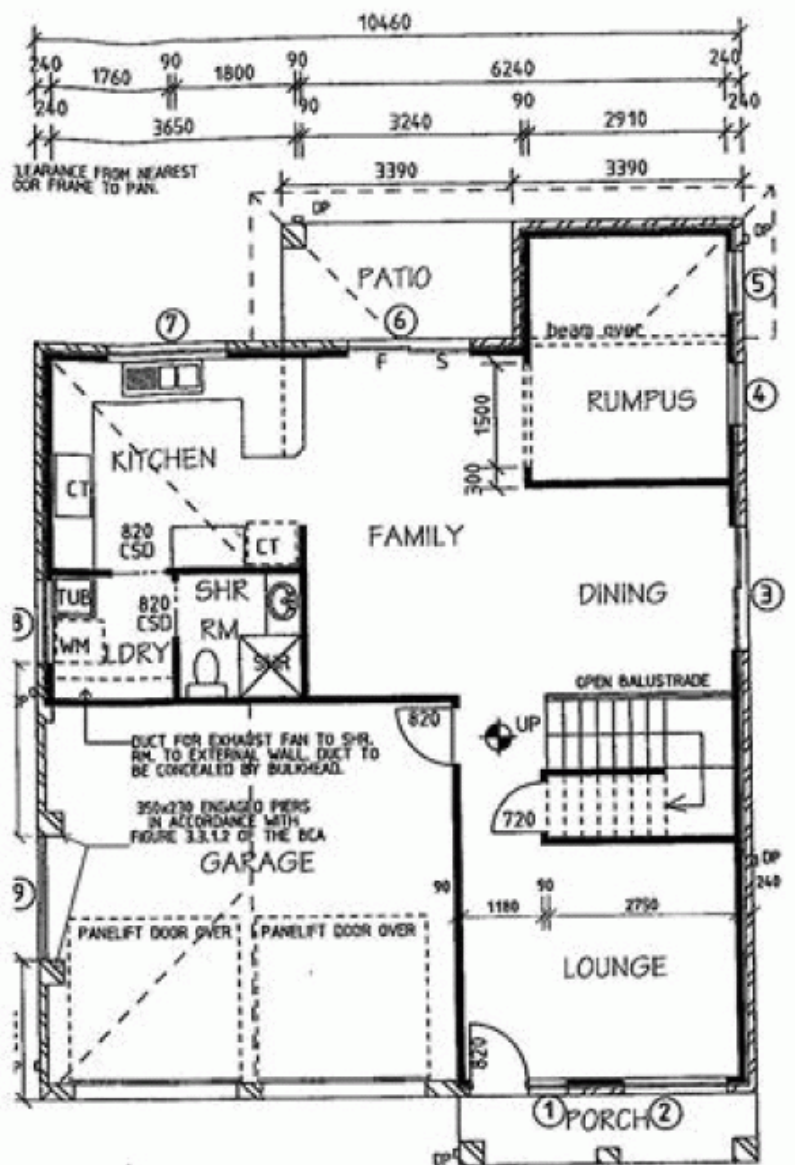 10460
240 1760 90 1800 90 6240 240
240 3650 90 3240 90 2910 240
3390 3390
CLEARANCE FROM NEAREST
DOOR FRAME TO PAN.
DP
DP
PATIO
5
7
6
beam over
F S
4
RUMPUS
1500
KITCHEN
300
CT
FAMILY
820
CSD
CT
DINING
3
TUB
820
CSD
SHR
RM
8
WM
LDRY
SHR
OPEN BALUSTRADE
820
UP
DUCT FOR EXHAUST FAN TO SHR.
RM. TO EXTERNAL WALL. DUCT TO
BE CONCEALED BY BULKHEAD.
350x230 ENGAGED PIERS
IN ACCORDANCE WITH
FIGURE 3.3.1.2 OF THE BCA
720
GARAGE
DP
9
90 1180 90 2750 240
PANELIFT DOOR OVER PANELIFT DOOR OVER
LOUNGE
820
1 PORCH 2
DP